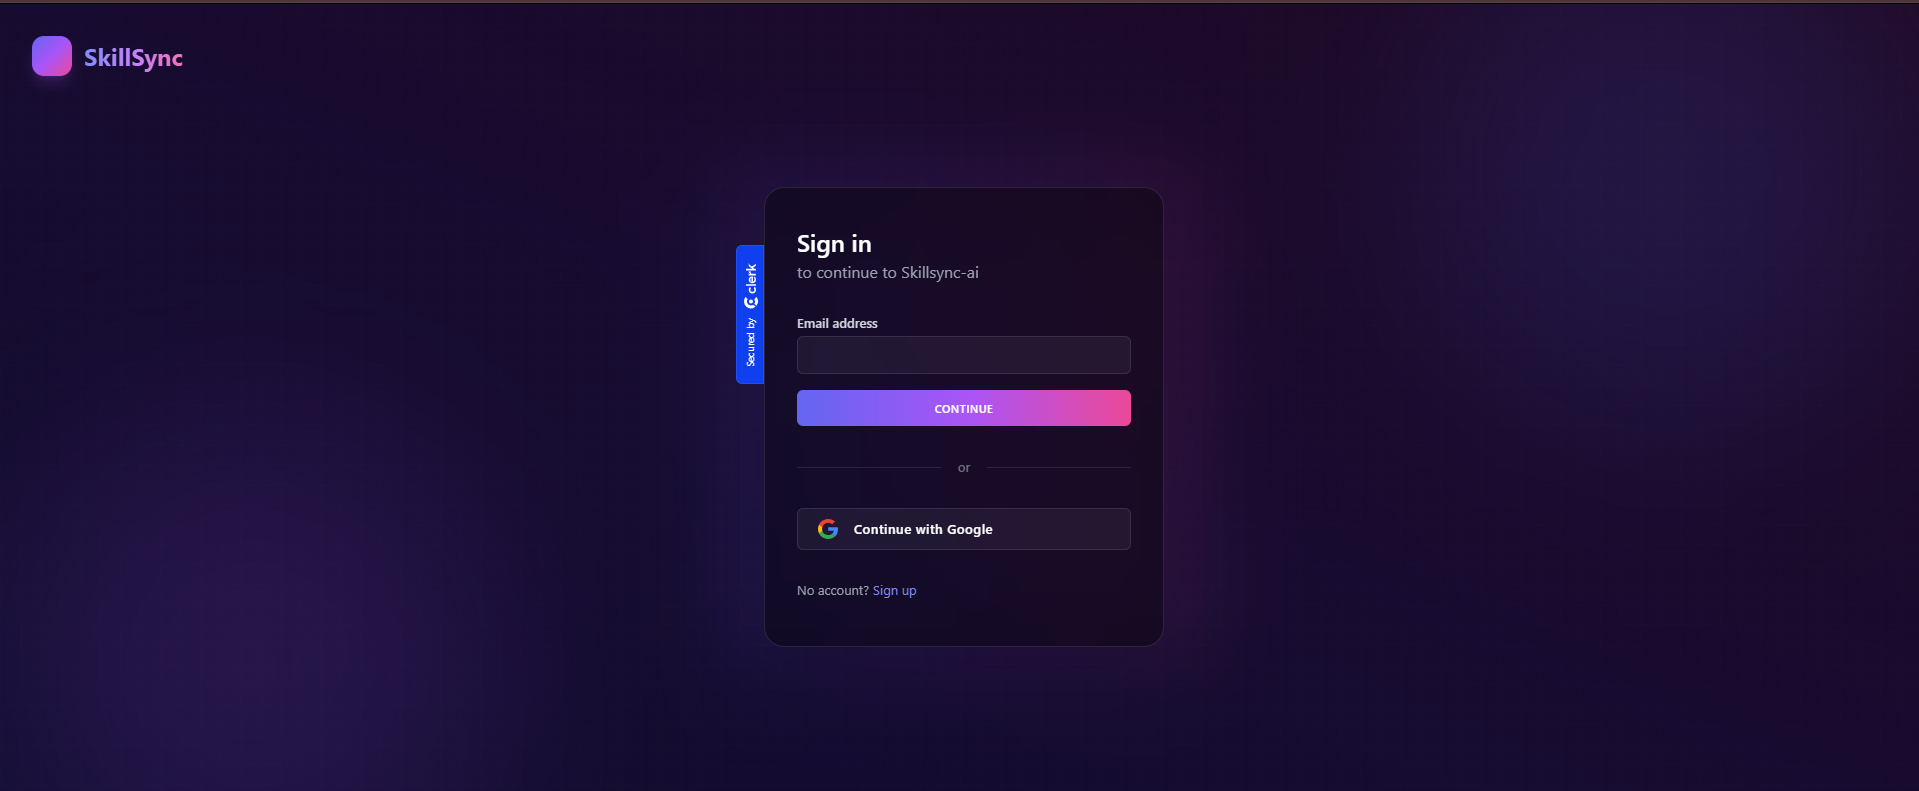 SkillSync
Sign in
to continue to Skillsync-ai
Secured by clerk
Email address
CONTINUE
or
Continue with Google
No account? Sign up